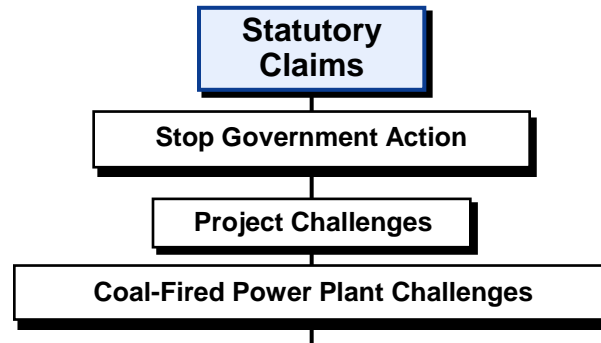 Statutory
Claims
Stop Government Action
Project Challenges
Coal-Fired Power Plant Challenges